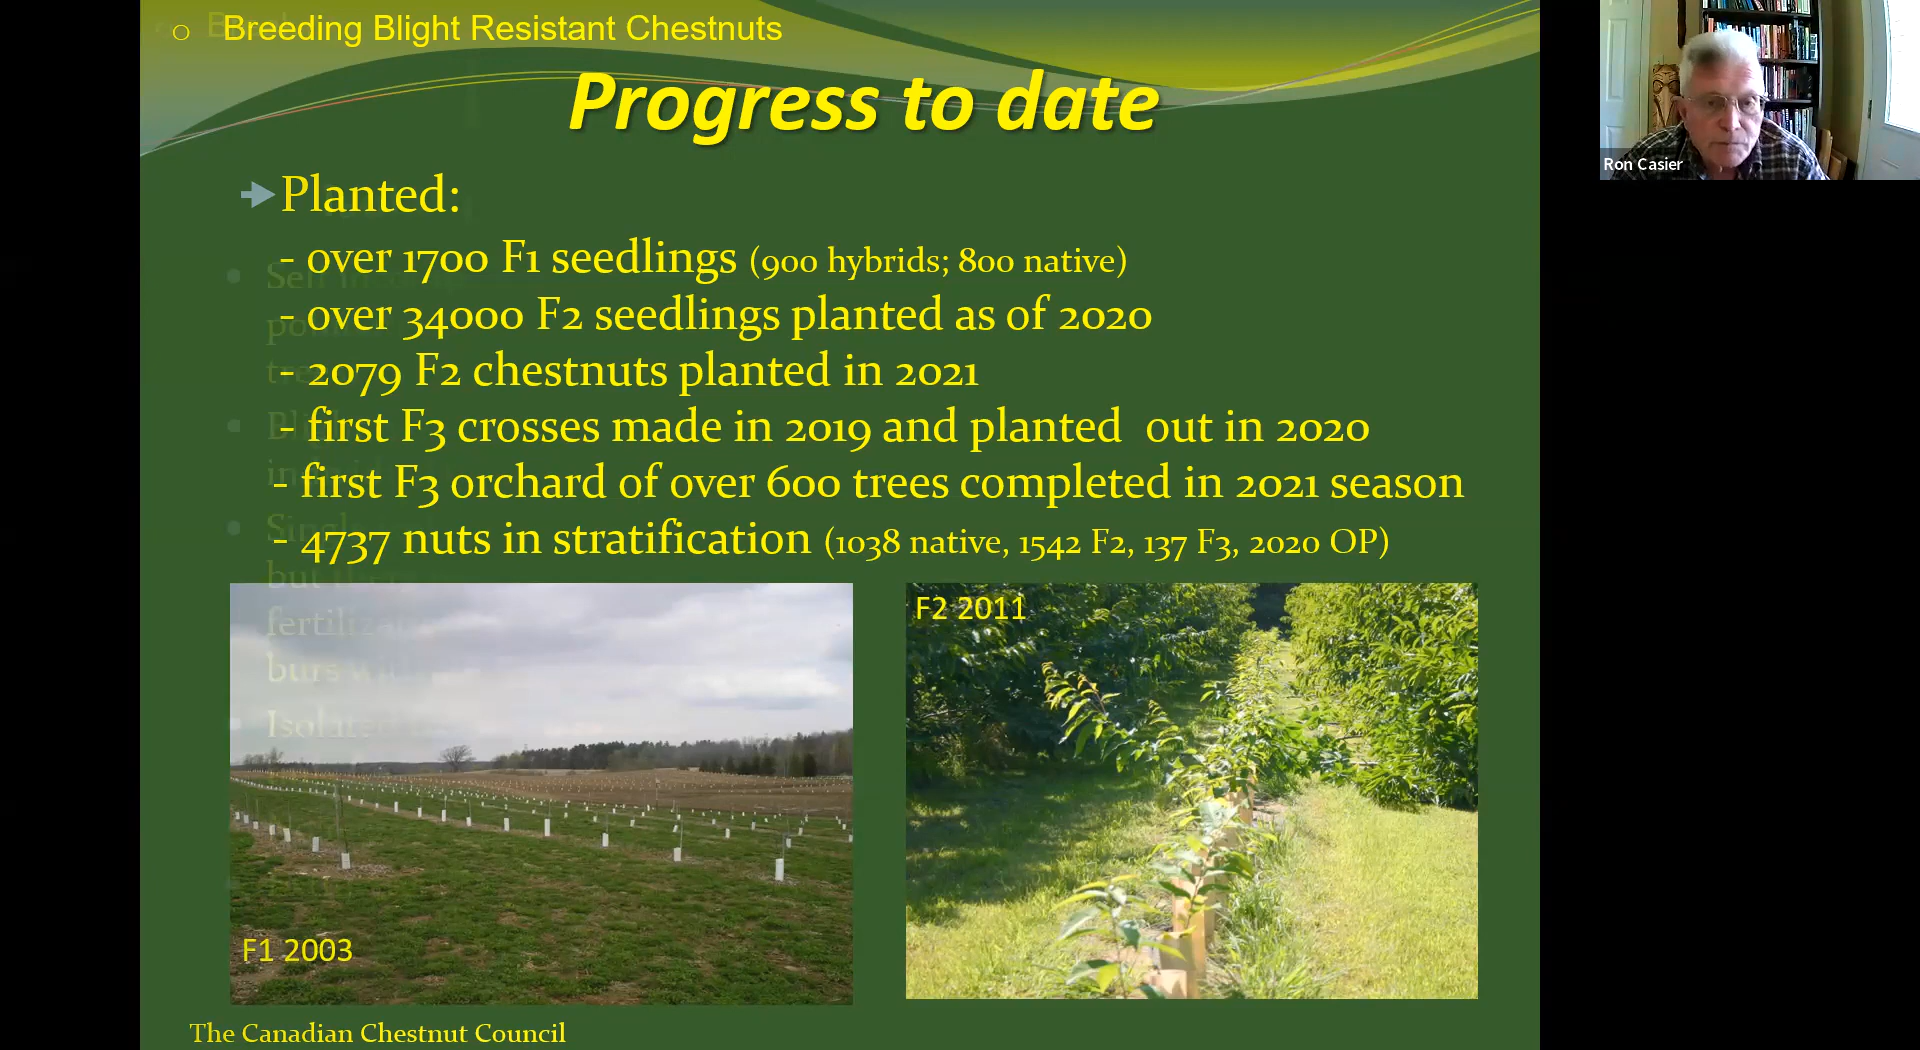 o Breeding Blight Resistant Chestnuts
Progress to date
Planted:
- over 1700 F1 seedlings (900 hybrids; 800 native)
- over 34000 F2 seedlings planted as of 2020
- 2079 F2 chestnuts planted in 2021
- first F3 crosses made in 2019 and planted out in 2020
- first F3 orchard of over 600 trees completed in 2021 season
- 4737 nuts in stratification (1038 native, 1542 F2, 137 F3, 2020 OP)
F2 2011
F1 2003
The Canadian Chestnut Council
Ron Casier